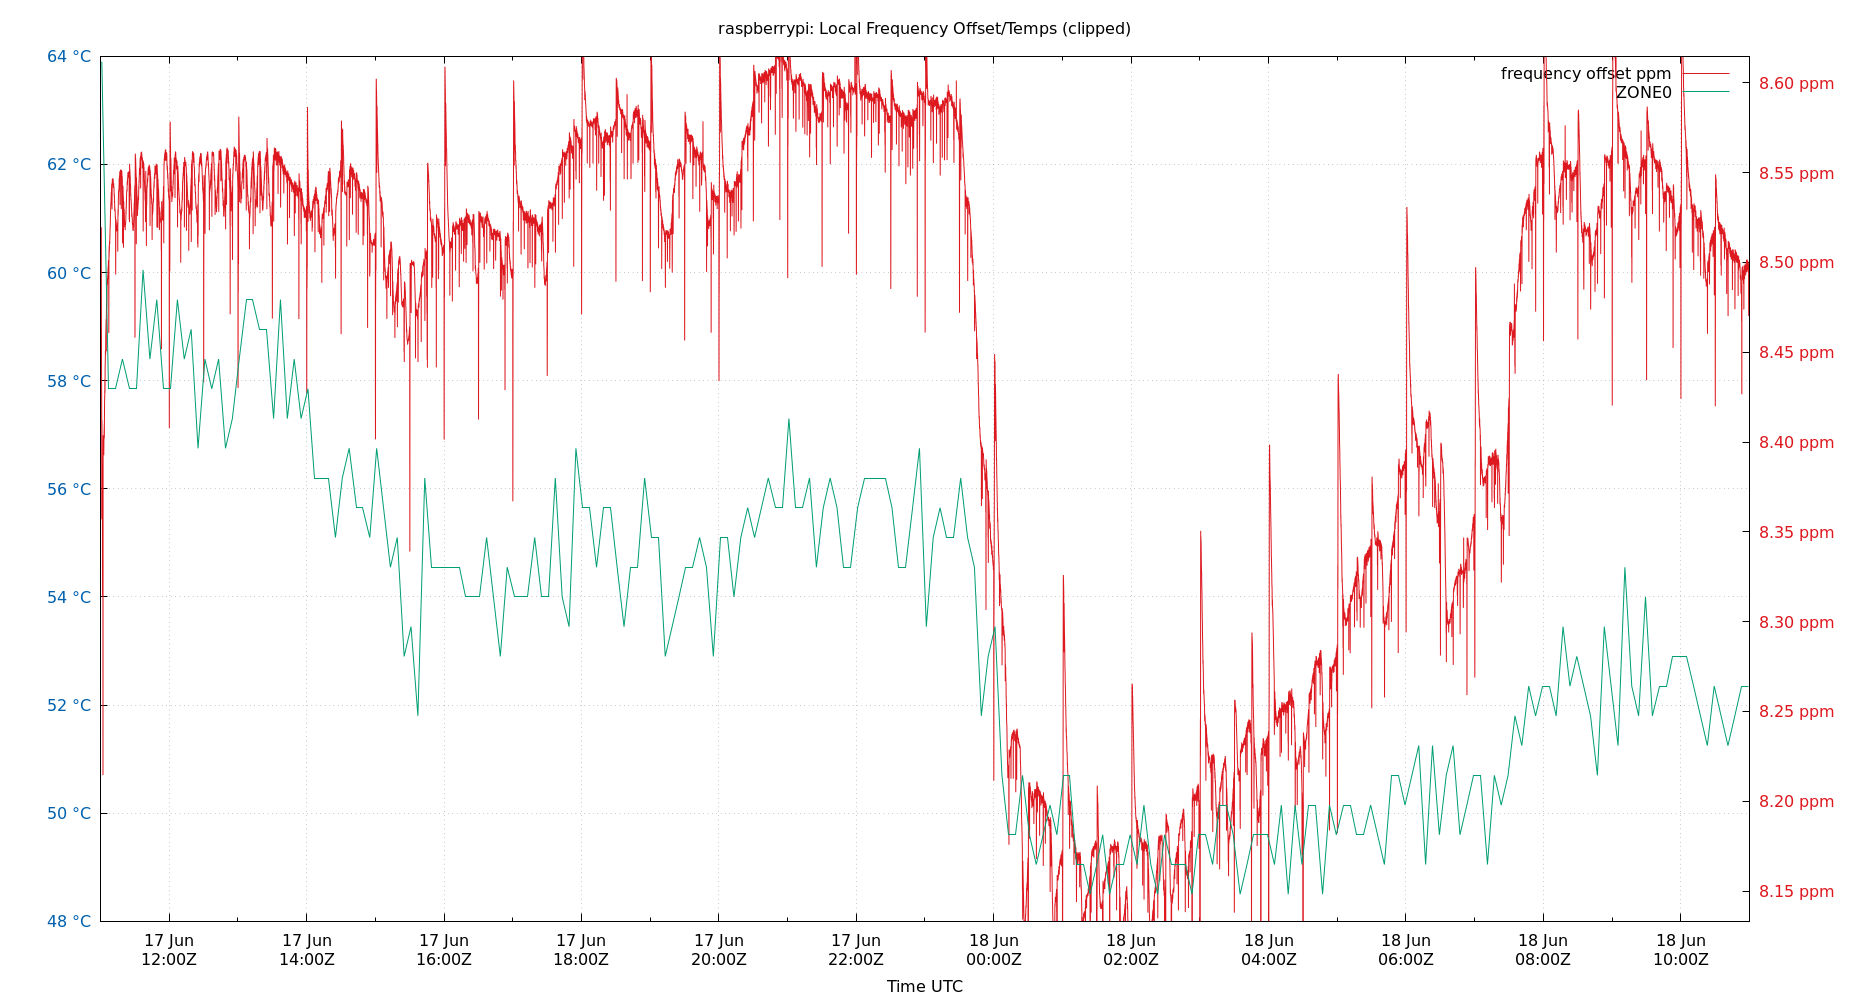 raspberrypi: Local Frequency Offset/Temps (clipped)
64 °C
62 °C
60 °C
58 °C
56 °C
54 °C
52 °C
50 °C
48 °C
frequency offset ppm
ZONE0
8.60 ppm
8.55 ppm
8.50 ppm
8.45 ppm
8.40 ppm
8.35 ppm
8.30 ppm
8.25 ppm
8.20 ppm
8.15 ppm
17 Jun 17 Jun 17 Jun 17 Jun 17 Jun 17 Jun 18 Jun 18 Jun 18 Jun 18 Jun 18 Jun 18 Jun
12:00Z 14:00Z 16:00Z 18:00Z 20:00Z 22:00Z 00:00Z 02:00Z 04:00Z 06:00Z 08:00Z 10:00Z
Time UTC